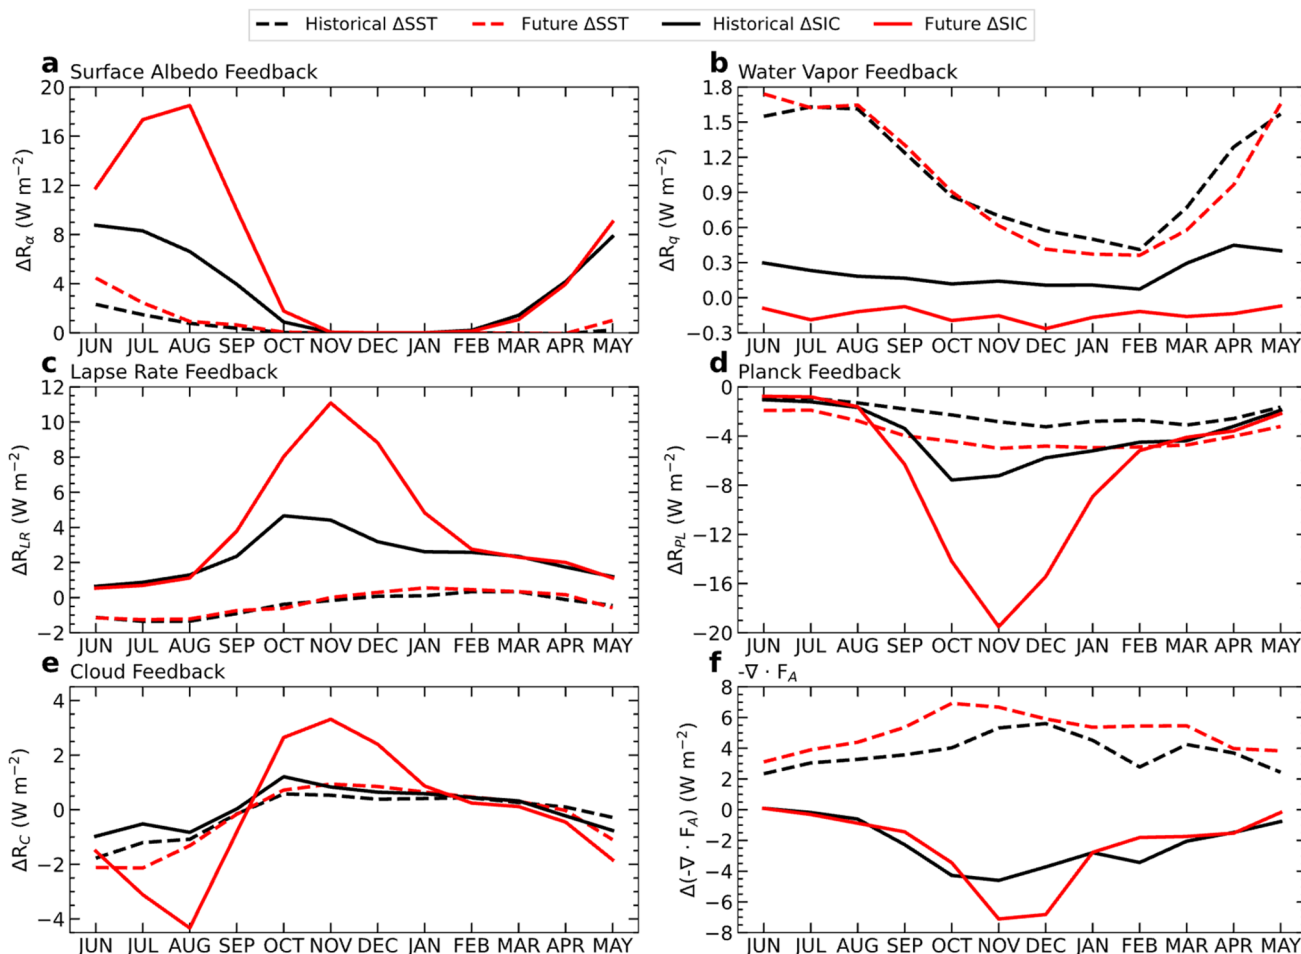 Historical ΔSST  Future ΔSST  Historical ΔSIC  Future ΔSIC
a Surface Albedo Feedback
ΔRα (W m−2)
20
16
12
8
4
0
JUN JUL AUG SEP OCT NOV DEC JAN FEB MAR APR MAY
b Water Vapor Feedback
ΔRq (W m−2)
1.8
1.5
1.2
0.9
0.6
0.3
0.0
−0.3
JUN JUL AUG SEP OCT NOV DEC JAN FEB MAR APR MAY
c Lapse Rate Feedback
ΔRLR (W m−2)
12
10
8
6
4
2
0
−2
JUN JUL AUG SEP OCT NOV DEC JAN FEB MAR APR MAY
d Planck Feedback
ΔRPL (W m−2)
0
−4
−8
−12
−16
−20
JUN JUL AUG SEP OCT NOV DEC JAN FEB MAR APR MAY
e Cloud Feedback
ΔRC (W m−2)
4
2
0
−2
−4
JUN JUL AUG SEP OCT NOV DEC JAN FEB MAR APR MAY
f -∇ · FA
Δ(-∇ · FA) (W m−2)
8
6
4
2
0
−2
−4
−6
−8
JUN JUL AUG SEP OCT NOV DEC JAN FEB MAR APR MAY